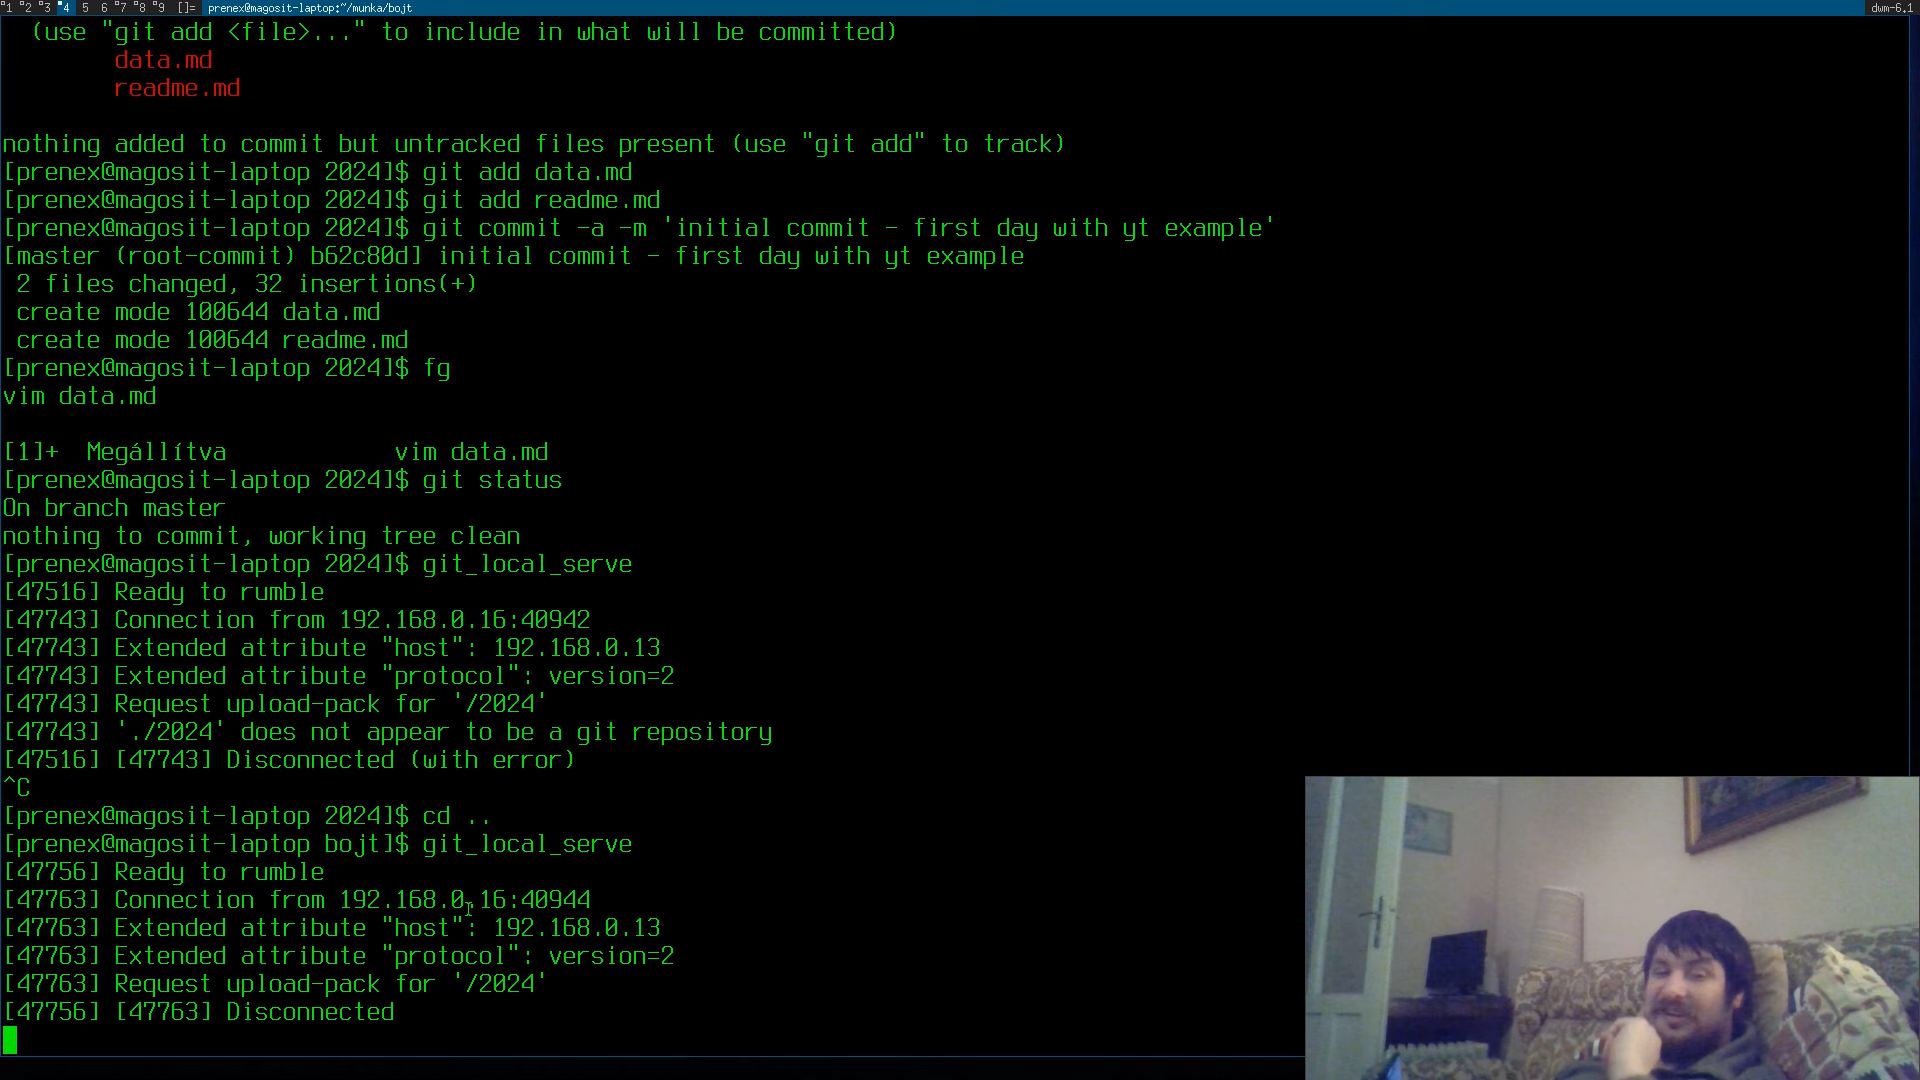 1 2 3 4 5 6 7 8 9 []= prenex@magosit-laptop:~/munka/bojt dwm-6.1
(use "git add <file>..." to include in what will be committed)
data.md
readme.md
nothing added to commit but untracked files present (use "git add" to track)
[prenex@magosit-laptop 2024]$ git add data.md
[prenex@magosit-laptop 2024]$ git add readme.md
[prenex@magosit-laptop 2024]$ git commit -a -m 'initial commit - first day with yt example'
[master (root-commit) b62c80d] initial commit - first day with yt example
2 files changed, 32 insertions(+)
create mode 100644 data.md
create mode 100644 readme.md
[prenex@magosit-laptop 2024]$ fg
vim data.md
[1]+  Megállítva            vim data.md
[prenex@magosit-laptop 2024]$ git status
On branch master
nothing to commit, working tree clean
[prenex@magosit-laptop 2024]$ git_local_serve
[47516] Ready to rumble
[47743] Connection from 192.168.0.16:40942
[47743] Extended attribute "host": 192.168.0.13
[47743] Extended attribute "protocol": version=2
[47743] Request upload-pack for '/2024'
[47743] './2024' does not appear to be a git repository
[47516] [47743] Disconnected (with error)
^C
[prenex@magosit-laptop 2024]$ cd ..
[prenex@magosit-laptop bojt]$ git_local_serve
[47756] Ready to rumble
[47763] Connection from 192.168.0.16:40944
[47763] Extended attribute "host": 192.168.0.13
[47763] Extended attribute "protocol": version=2
[47763] Request upload-pack for '/2024'
[47756] [47763] Disconnected